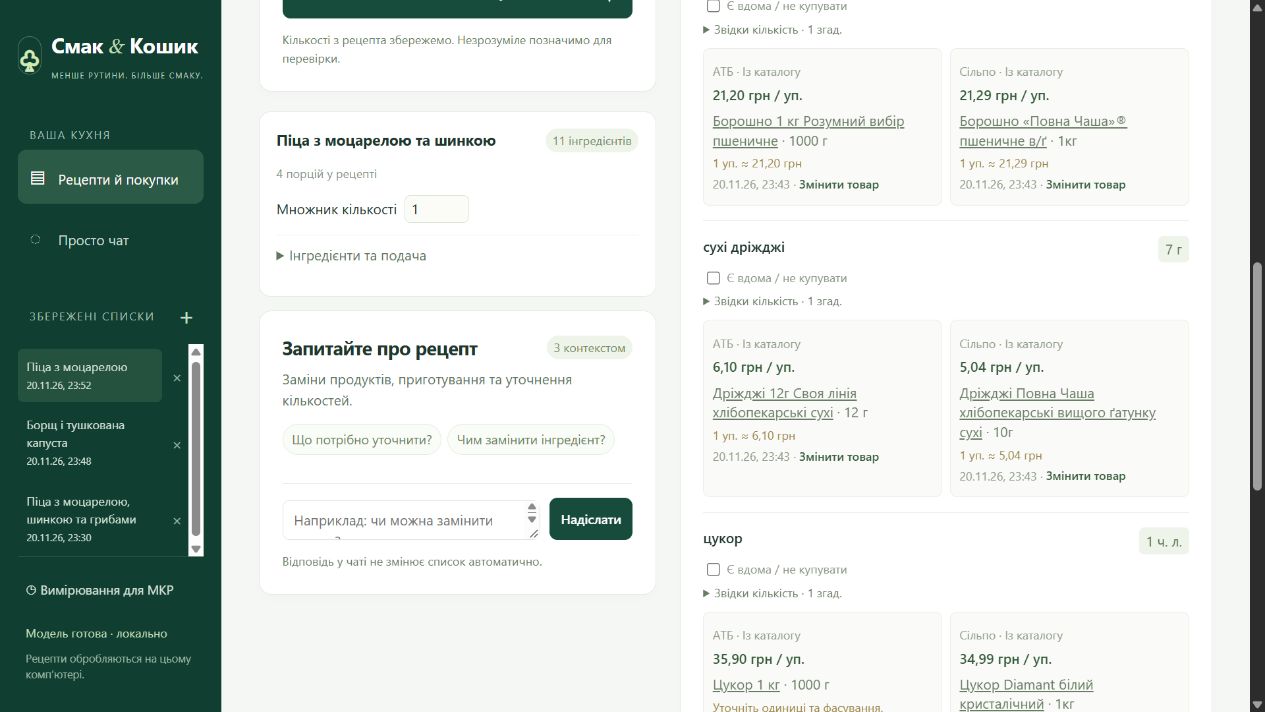 Смак & Кошик
МЕНШЕ РУТИНИ. БІЛЬШЕ СМАКУ.
ВАША КУХНЯ
Рецепти й покупки
Просто чат
ЗБЕРЕЖЕНІ СПИСКИ +
Піца з моцарелою
20.11.26, 23:52
×
Борщ і тушкована
капуста
20.11.26, 23:48
×
Піца з моцарелою,
шинкою та грибами
20.11.26, 23:30
×
Вимірювання для МКР
Модель готова · локально
Рецепти обробляються на цьому
комп'ютері.
Кількості з рецепта збережемо. Незрозуміле позначимо для
перевірки.
Піца з моцарелою та шинкою
11 інгредієнтів
4 порцій у рецепті
Множник кількості 1
Інгредієнти та подача
Запитайте про рецепт
З контекстом
Заміни продуктів, приготування та уточнення
кількостей.
Що потрібно уточнити? Чим замінити інгредієнт?
Наприклад: чи можна замінити
Надіслати
Відповідь у чаті не змінює список автоматично.
Є вдома / не купувати
Звідки кількість · 1 згад.
АТБ · Із каталогу
21,20 грн / уп.
Борошно 1 кг Розумний вибір
пшеничне · 1000 г
1 уп. ≈ 21,20 грн
20.11.26, 23:43 · Змінити товар
Сільпо · Із каталогу
21,29 грн / уп.
Борошно «Повна Чаша»®
пшеничне в/ґ · 1кг
1 уп. ≈ 21,29 грн
20.11.26, 23:43 · Змінити товар
сухі дріжджі
7 г
Є вдома / не купувати
Звідки кількість · 1 згад.
АТБ · Із каталогу
6,10 грн / уп.
Дріжджі 12г Своя лінія
хлібопекарські сухі · 12 г
1 уп. ≈ 6,10 грн
20.11.26, 23:43 · Змінити товар
Сільпо · Із каталогу
5,04 грн / уп.
Дріжджі Повна Чаша
хлібопекарські вищого ґатунку
сухі · 10г
1 уп. ≈ 5,04 грн
20.11.26, 23:43 · Змінити товар
цукор
1 ч. л.
Є вдома / не купувати
Звідки кількість · 1 згад.
АТБ · Із каталогу
35,90 грн / уп.
Цукор 1 кг · 1000 г
Уточніть одиниці та фасування.
Сільпо · Із каталогу
34,99 грн / уп.
Цукор Diamant білий
кристалічний · 1кг